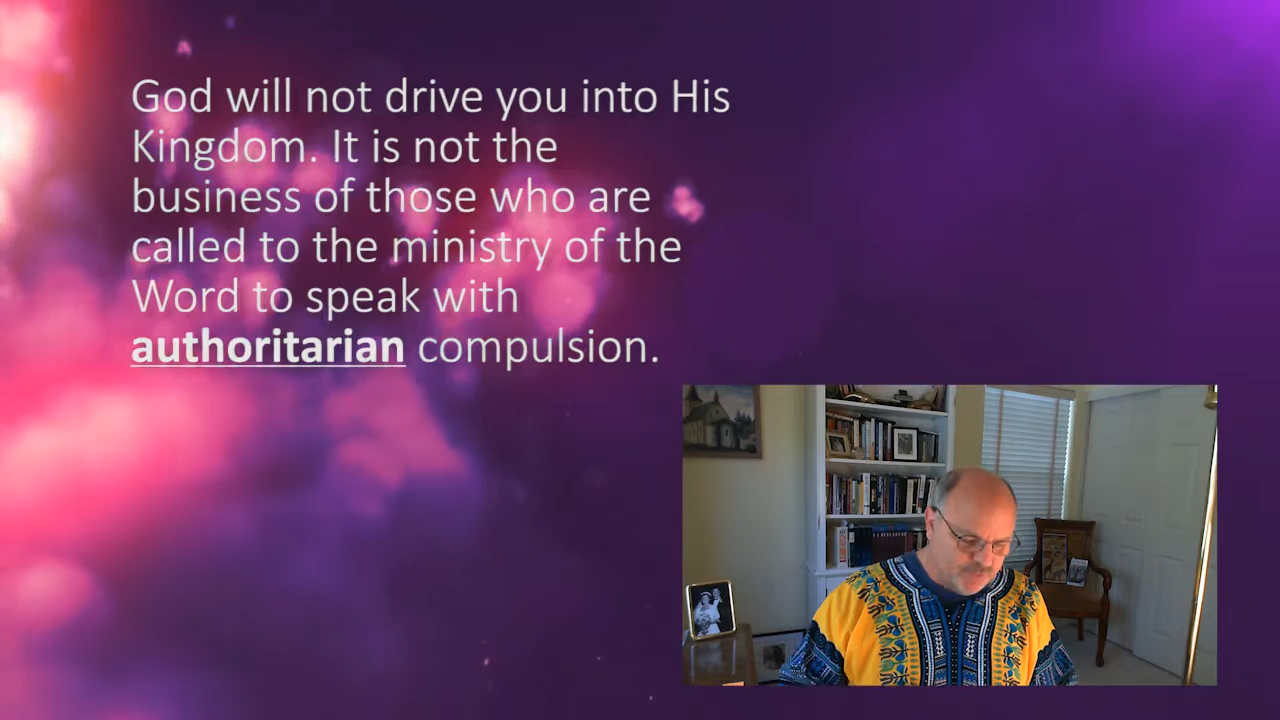 God will not drive you into His
Kingdom. It is not the
business of those who are
called to the ministry of the
Word to speak with
authoritarian compulsion.